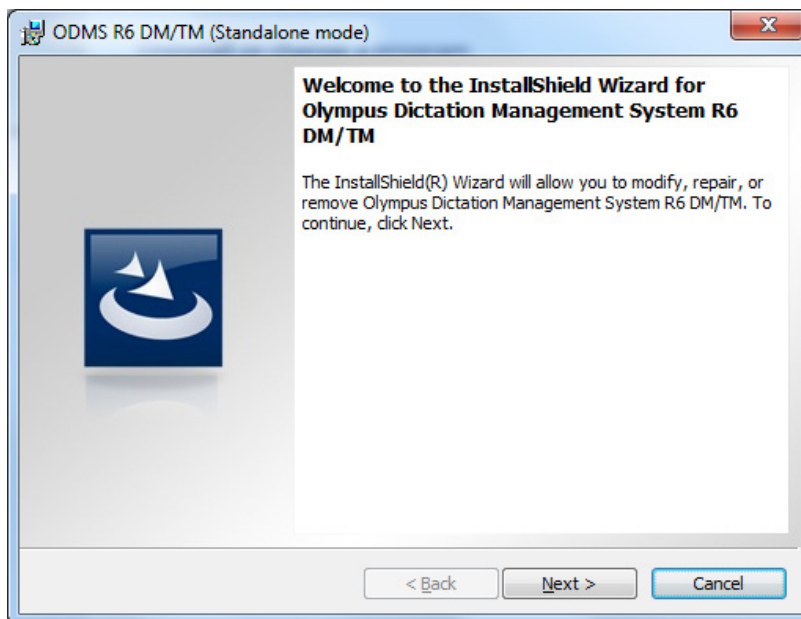 ODMS R6 DM/TM (Standalone mode)
Welcome to the InstallShield Wizard for
Olympus Dictation Management System R6
DM/TM
The InstallShield(R) Wizard will allow you to modify, repair, or
remove Olympus Dictation Management System R6 DM/TM. To
continue, click Next.
< Back Next > Cancel